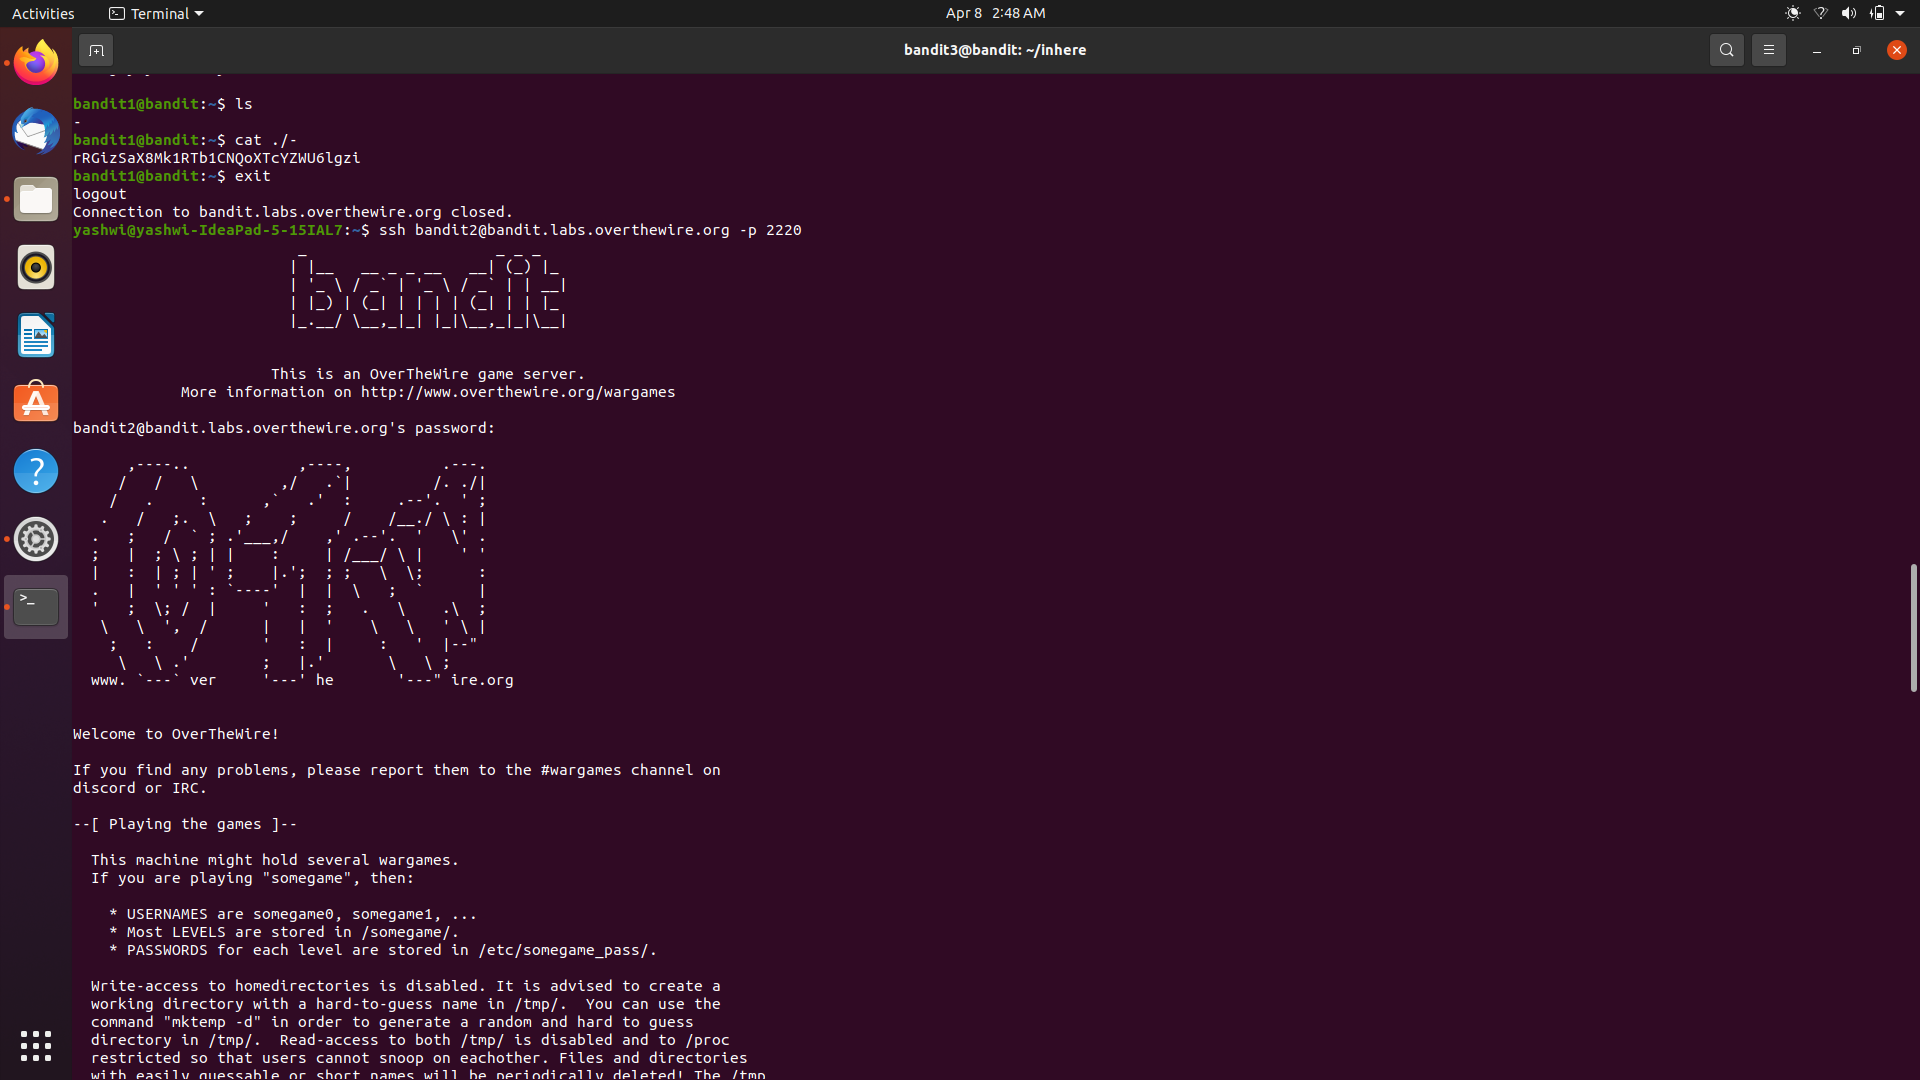 Activities
Terminal
Apr 8 2:48 AM
bandit3@bandit: ~/inhere
bandit1@bandit:~$ ls
-
bandit1@bandit:~$ cat ./-
rRGizSaX8Mk1RTb1CNQoXTcYZWU6lgzi
bandit1@bandit:~$ exit
logout
Connection to bandit.labs.overthewire.org closed.
yashwi@yashwi-IdeaPad-5-15IAL7:~$ ssh bandit2@bandit.labs.overthewire.org -p 2220
bandit
This is an OverTheWire game server.
More information on http://www.overthewire.org/wargames
bandit2@bandit.labs.overthewire.org's password:
www. `---` ver '---' he '---" ire.org
Welcome to OverTheWire!
If you find any problems, please report them to the #wargames channel on
discord or IRC.
--[ Playing the games ]--
This machine might hold several wargames.
If you are playing "somegame", then:
* USERNAMES are somegame0, somegame1, ...
* Most LEVELS are stored in /somegame/.
* PASSWORDS for each level are stored in /etc/somegame_pass/.
Write-access to homedirectories is disabled. It is advised to create a
working directory with a hard-to-guess name in /tmp/. You can use the
command "mktemp -d" in order to generate a random and hard to guess
directory in /tmp/. Read-access to both /tmp/ is disabled and to /proc
restricted so that users cannot snoop on eachother. Files and directories
with easily guessable or short names will be periodically deleted! The /tmp